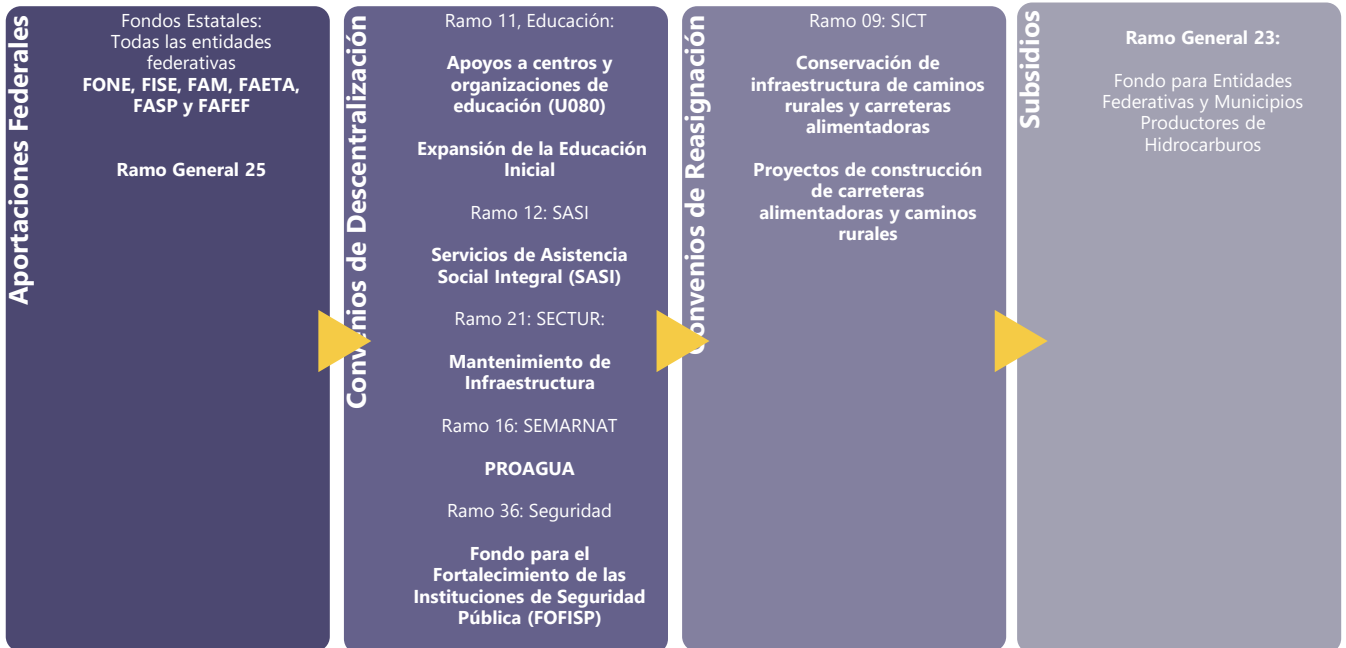 Aportaciones Federales
Fondos Estatales:
Todas las entidades
federativas
FONE, FISE, FAM, FAETA,
FASP y FAFEF
Ramo General 25
Convenios de Descentralización
Ramo 11, Educación:
Apoyos a centros y
organizaciones de
educación (U080)
Expansión de la Educación
Inicial
Ramo 12: SASI
Servicios de Asistencia
Social Integral (SASI)
Ramo 21: SECTUR:
Mantenimiento de
Infraestructura
Ramo 16: SEMARNAT
PROAGUA
Ramo 36: Seguridad
Fondo para el
Fortalecimiento de las
Instituciones de Seguridad
Pública (FOFISP)
Convenios de Reasignación
Ramo 09: SICT
Conservación de
infraestructura de caminos
rurales y carreteras
alimentadoras
Proyectos de construcción
de carreteras
alimentadoras y caminos
rurales
Subsidios
Ramo General 23:
Fondo para Entidades
Federativas y Municipios
Productores de
Hidrocarburos